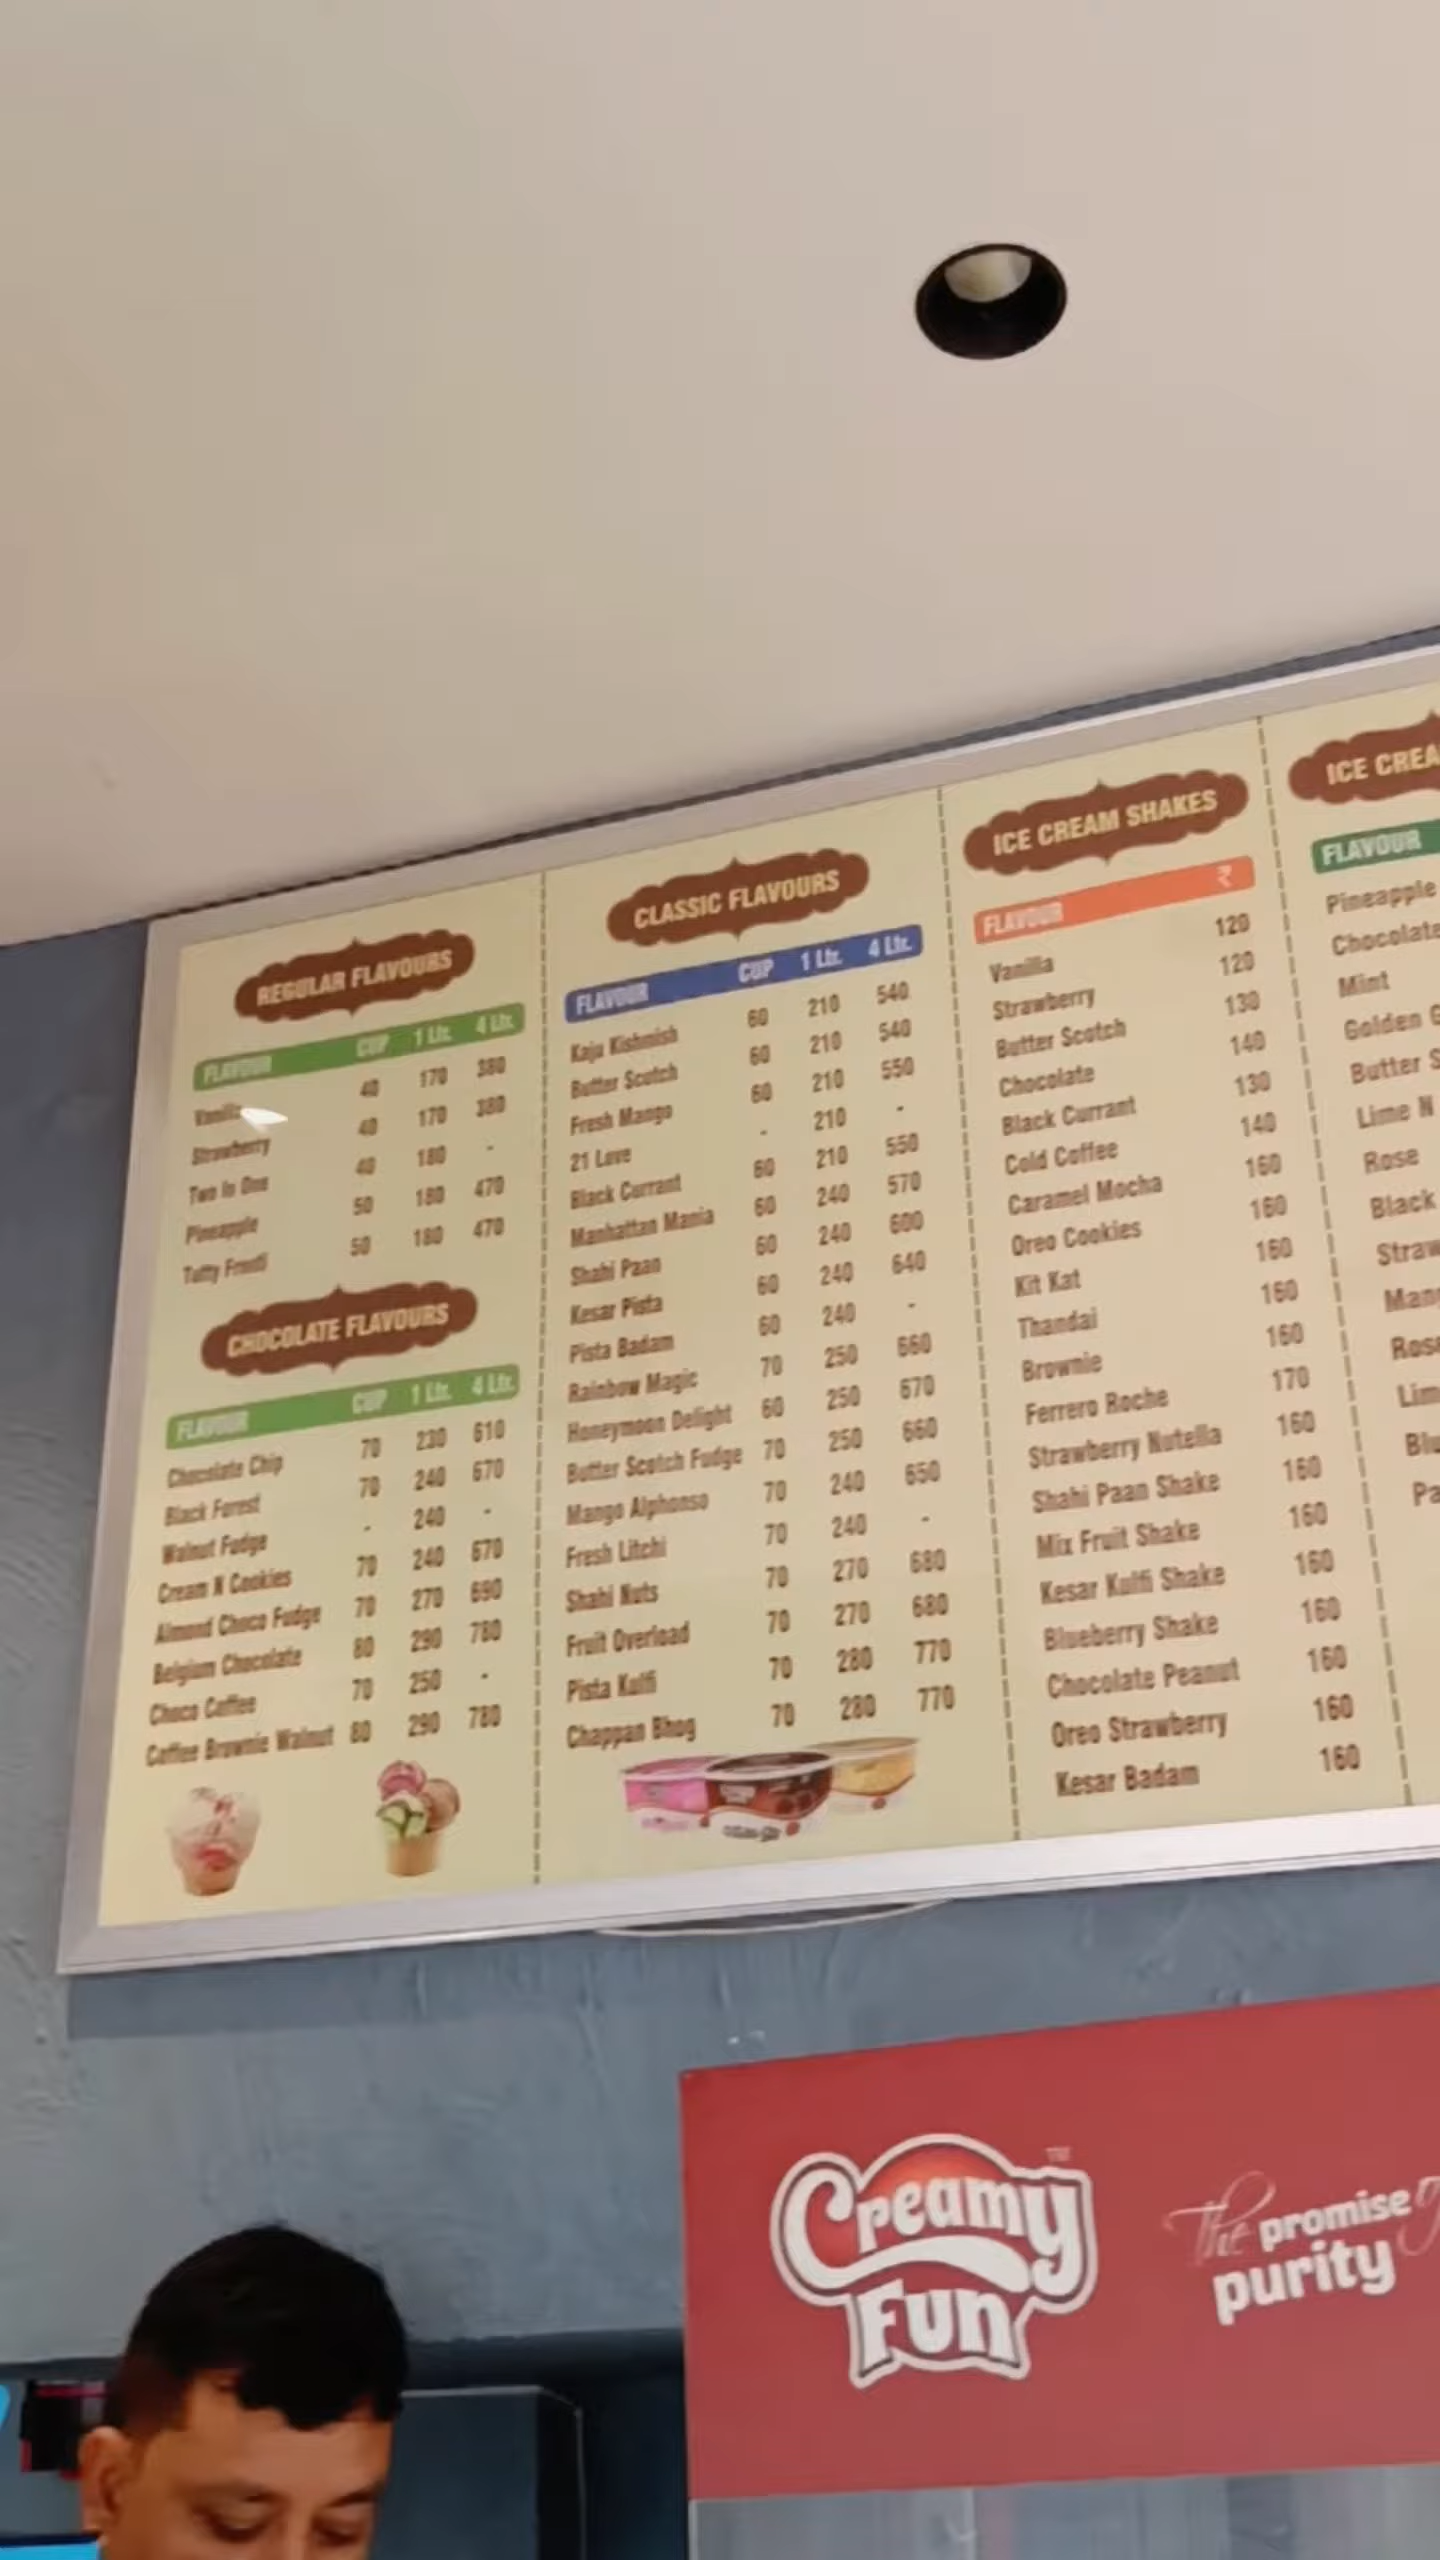 REGULAR FLAVOURS
FLAVOUR CUP 1 Ltr. 4 Ltr.
Vanilla 40 170 380
Strawberry 40 170 380
Two In One 40 180 -
Pineapple 50 180 470
Tutty Frooti 50 180 470
CHOCOLATE FLAVOURS
FLAVOUR CUP 1 Ltr. 4 Ltr.
Chocolate Chip 70 230 610
Black Forest 70 240 670
Walnut Fudge - 240 -
Cream N Cookies 70 240 670
Almond Choco Fudge 70 270 690
Belgium Chocolate 80 290 780
Choco Coffee 70 250 -
Coffee Brownie Walnut 80 290 780
CLASSIC FLAVOURS
FLAVOUR CUP 1 Ltr. 4 Ltr.
Kaju Kishmish 60 210 540
Butter Scotch 60 210 540
Fresh Mango 60 210 550
21 Love - 210 -
Black Currant 60 210 550
Manhattan Mania 60 240 570
Shahi Paan 60 240 600
Kesar Pista 60 240 640
Pista Badam 60 240 -
Rainbow Magic 70 250 660
Honeymoon Delight 60 250 670
Butter Scotch Fudge 70 250 660
Mango Alphonso 70 240 650
Fresh Litchi 70 240 -
Shahi Nuts 70 270 680
Fruit Overload 70 270 680
Pista Kulfi 70 280 770
Chappan Bhog 70 280 770
ICE CREAM SHAKES
FLAVOUR ₹
Vanilla 120
Strawberry 120
Butter Scotch 130
Chocolate 140
Black Currant 130
Cold Coffee 140
Caramel Mocha 160
Oreo Cookies 160
Kit Kat 160
Thandai 160
Brownie 160
Ferrero Roche 170
Strawberry Nutella 160
Shahi Paan Shake 160
Mix Fruit Shake 160
Kesar Kulfi Shake 160
Blueberry Shake 160
Chocolate Peanut 160
Oreo Strawberry 160
Kesar Badam 160
ICE CREA
FLAVOUR
Pineapple
Chocolate
Mint
Golden G
Butter S
Lime N
Rose
Black
Straw
Mang
Rose
Lim
Blu
Pa
Creamy Fun TM
The promise
purity